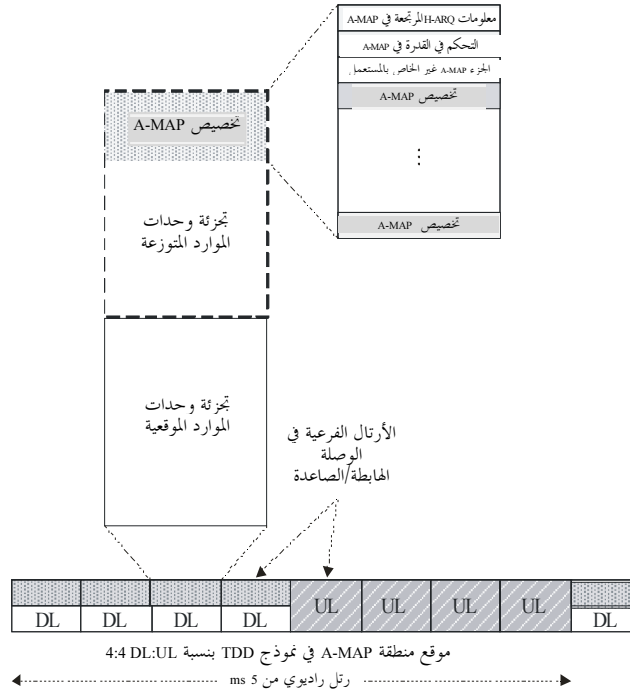 معلومات H-ARQ المرتجعة في A-MAP
التحكم في القدرة في A-MAP
الجزء A-MAP غير الخاص بالمستعمل
تخصيص A-MAP
⋮
تخصيص A-MAP
تخصيص A-MAP
تجزئة وحدات
الموارد المتوزعة
تجزئة وحدات
الموارد الموقعية
الأرتال الفرعية في
الوصلة
الهابطة/الصاعدة
DL DL DL DL UL UL UL UL DL
موقع منطقة A-MAP في نموذج TDD بنسبة 4:4 DL:UL
رتل راديوي من 5 ms